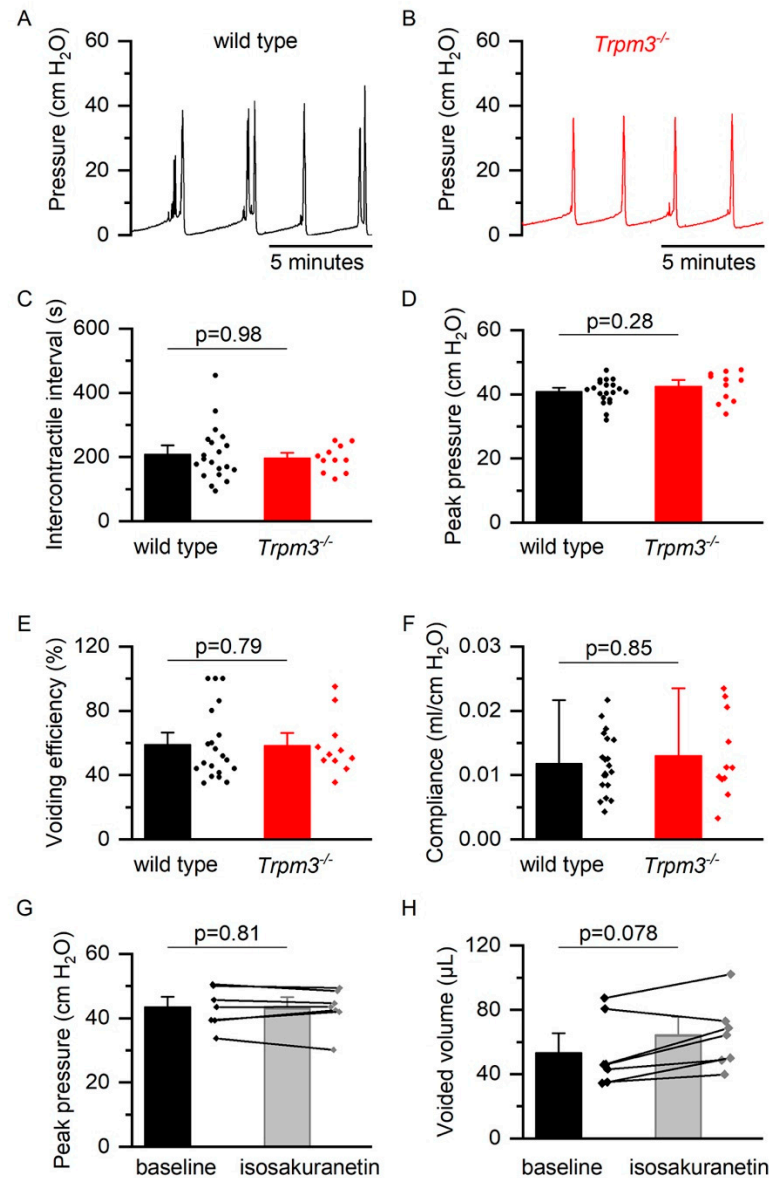 A
wild type
Pressure (cm H₂O)
60
40
20
0
5 minutes
B
Trpm3⁻/⁻
Pressure (cm H₂O)
60
40
20
0
5 minutes
C
p=0.98
Intercontractile interval (s)
600
400
200
0
wild type
Trpm3⁻/⁻
D
p=0.28
Peak pressure (cm H₂O)
60
40
20
0
wild type
Trpm3⁻/⁻
E
p=0.79
Voiding efficiency (%)
120
80
40
0
wild type
Trpm3⁻/⁻
F
p=0.85
Compliance (ml/cm H₂O)
0.03
0.02
0.01
0.00
wild type
Trpm3⁻/⁻
G
p=0.81
Peak pressure (cm H₂O)
60
40
20
0
baseline
isosakuranetin
H
p=0.078
Voided volume (µL)
120
80
40
0
baseline
isosakuranetin